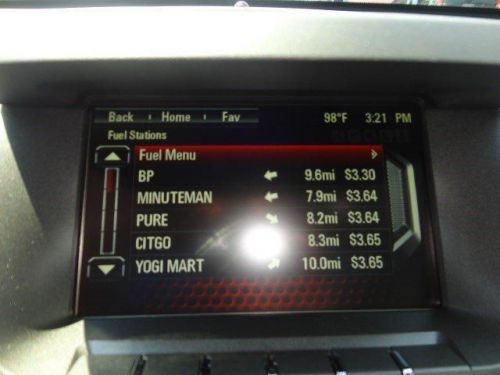 Back Home Fav 98°F 3:21 PM
Fuel Stations
Fuel Menu
BP 9.6mi $3.30
MINUTEMAN 7.9mi $3.64
PURE 8.2mi $3.64
CITGO 8.3mi $3.65
YOGI MART 10.0mi $3.65